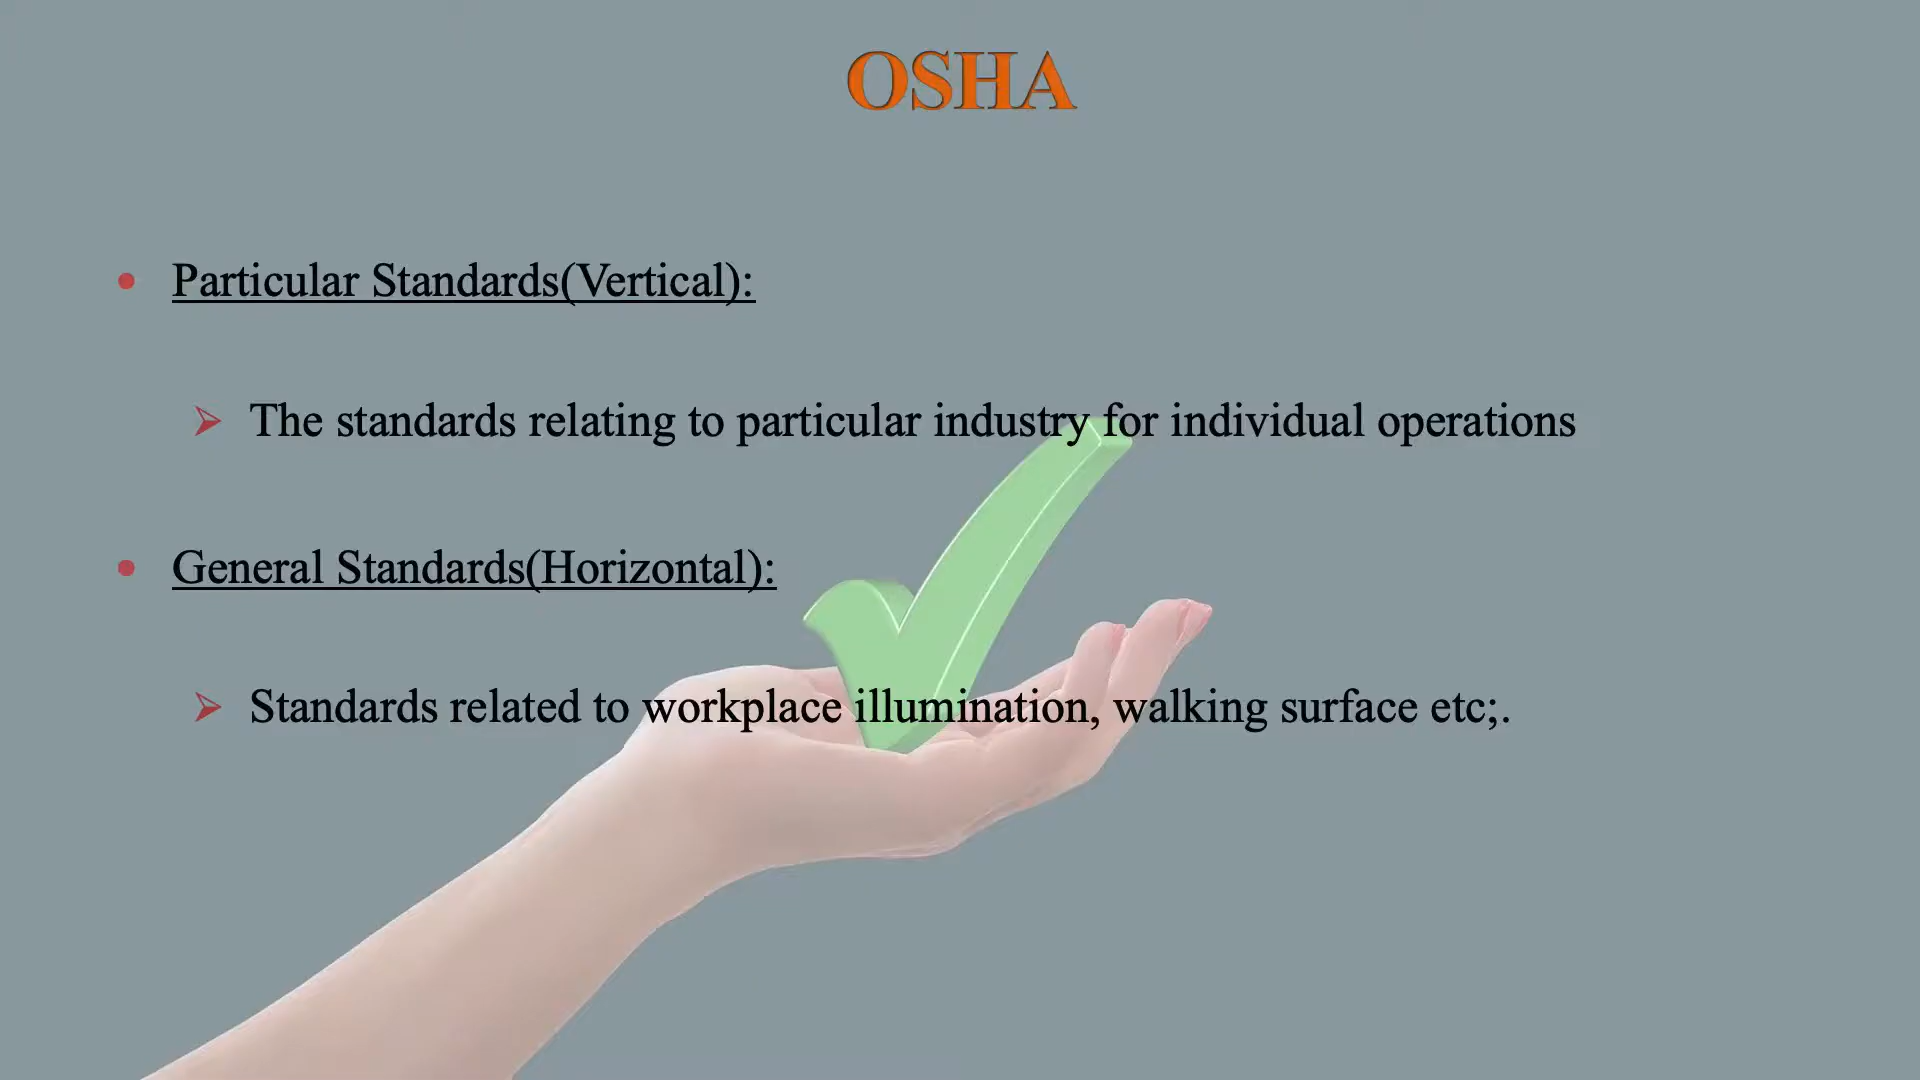 OSHA
Particular Standards(Vertical):
The standards relating to particular industry for individual operations
General Standards(Horizontal):
Standards related to workplace illumination, walking surface etc;.